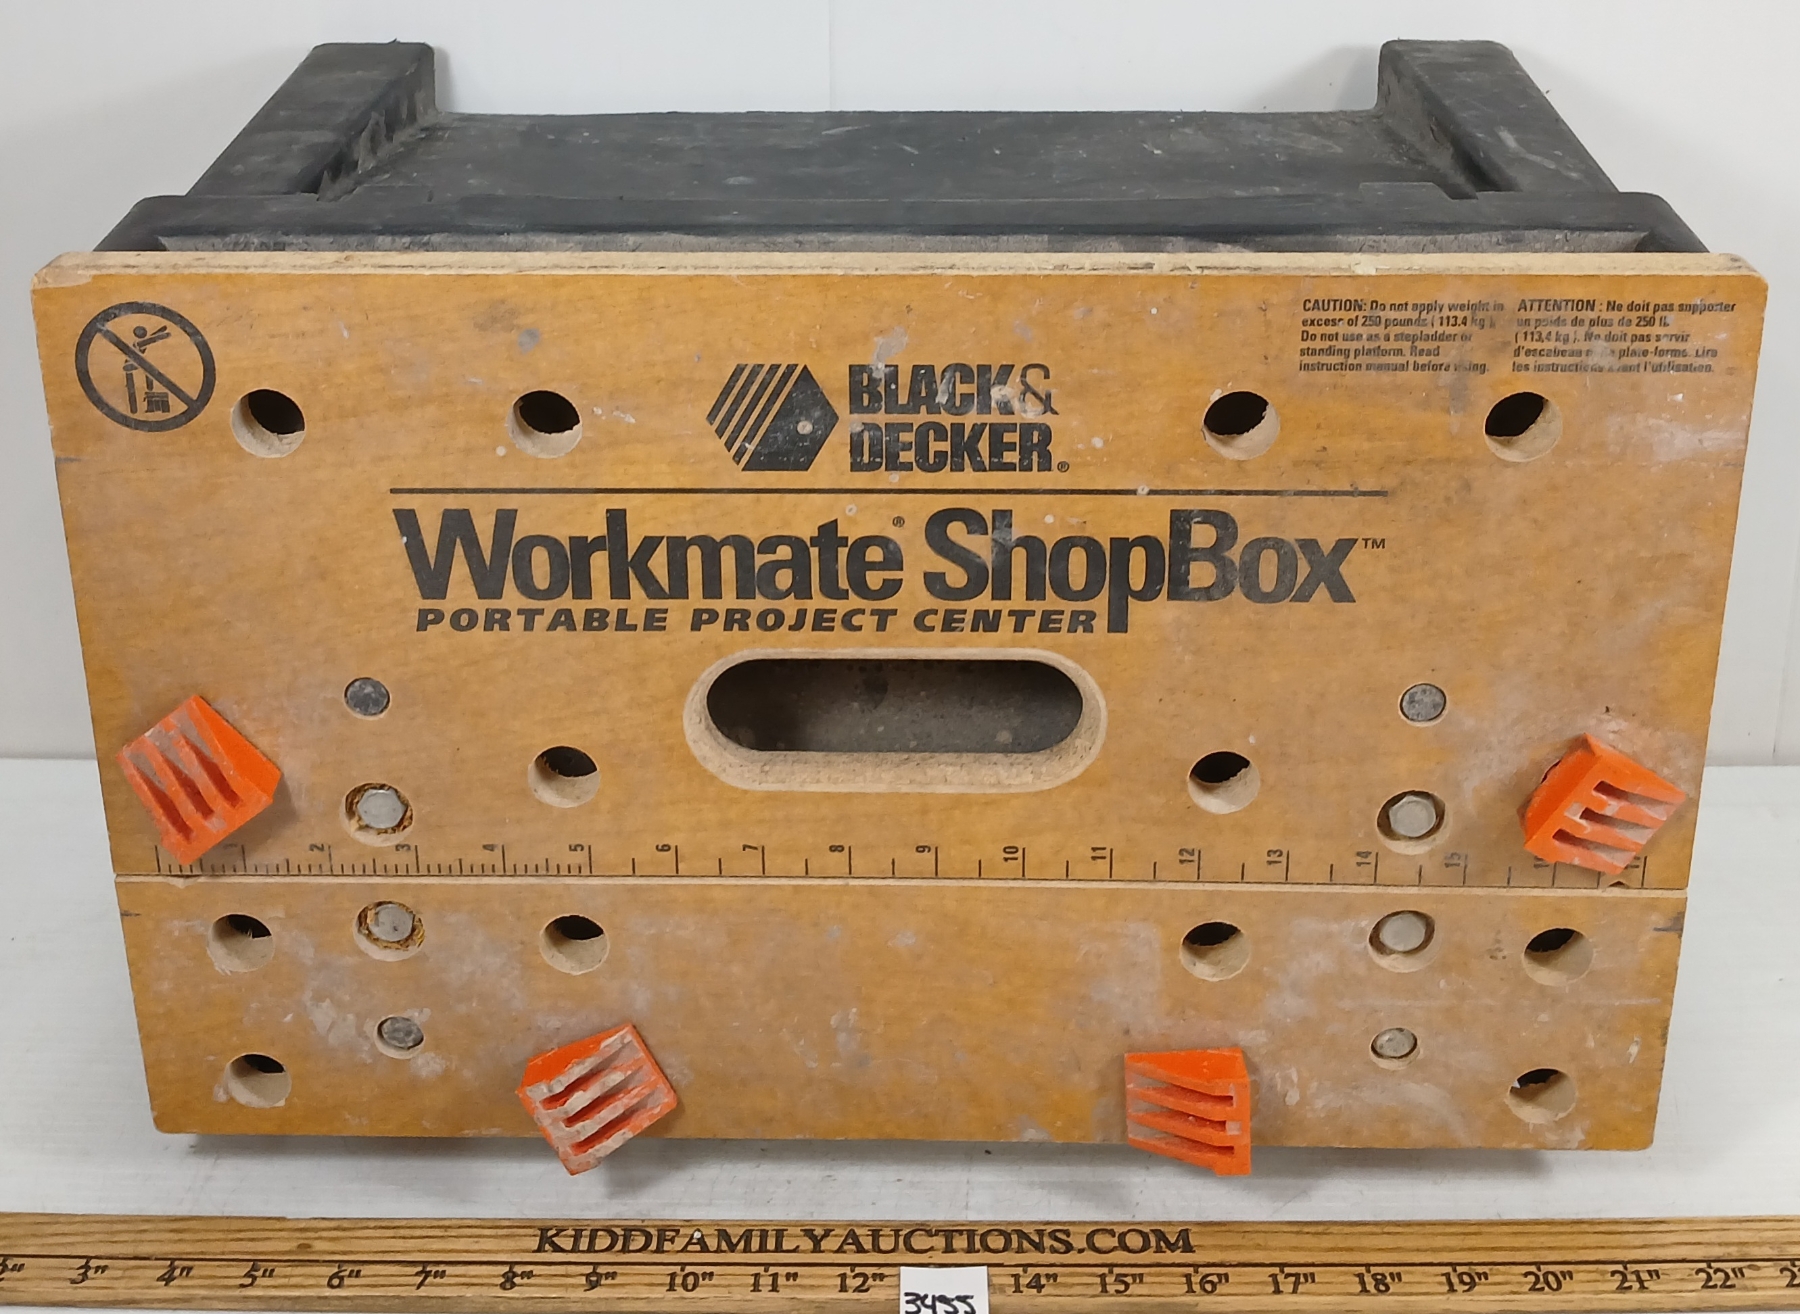 CAUTION: Do not apply weight in
excess of 250 pounds (113.4 kg).
Do not use as a stepladder or
standing platform. Read
instruction manual before using.
ATTENTION : Ne doit pas supporter
un poids de plus de 250 lb.
(113,4 kg). Ne doit pas servir
d'escabeau plate-forme. Lire
les instructions avant l'utilisation.
BLACK&
DECKER®
Workmate® ShopBox™
PORTABLE PROJECT CENTER
1 2 3 4 5 6 7 8 9 10 11 12 13 14 15
KIDDFAMILYAUCTIONS.COM
3" 4" 5" 6" 7" 8" 9" 10" 11" 12" 14" 15" 16" 17" 18" 19" 20" 21" 22"
3455